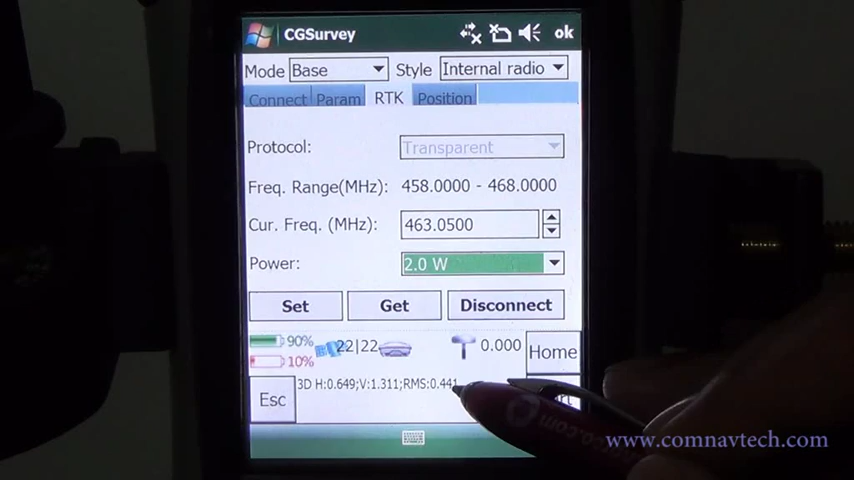 CGSurvey ok
Mode Base Style Internal radio
Connect Param RTK Position
Protocol: Transparent
Freq. Range(MHz): 458.0000 - 468.0000
Cur. Freq. (MHz): 463.0500
Power: 2.0 W
Set Get Disconnect
90% 22|22 0.000 Home
10%
3D H:0.649;V:1.311;RMS:0.441
Esc
www.comnavtech.com